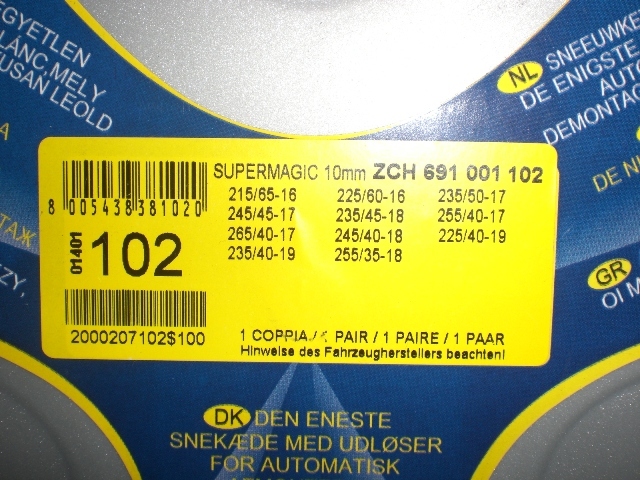 EGYETLEN
LÁNC, MELY
LEOLD
NL SNEEUWKE
DE ENIGSTE
AUTO
DEMONTA
DE N
SUPERMAGIC 10mm ZCH 691 001 102
215/65-16 225/60-16 235/50-17
245/45-17 235/45-18 255/40-17
265/40-17 245/40-18 225/40-19
235/40-19 255/35-18
8 005438 381020
01401
102
2000207102$100
1 COPPIA / 1 PAIR / 1 PAIRE / 1 PAAR
Hinweise des Fahrzeugherstellers beachten!
GR
OI M
DK DEN ENESTE
SNEKÆDE MED UDLØSER
FOR AUTOMATISK